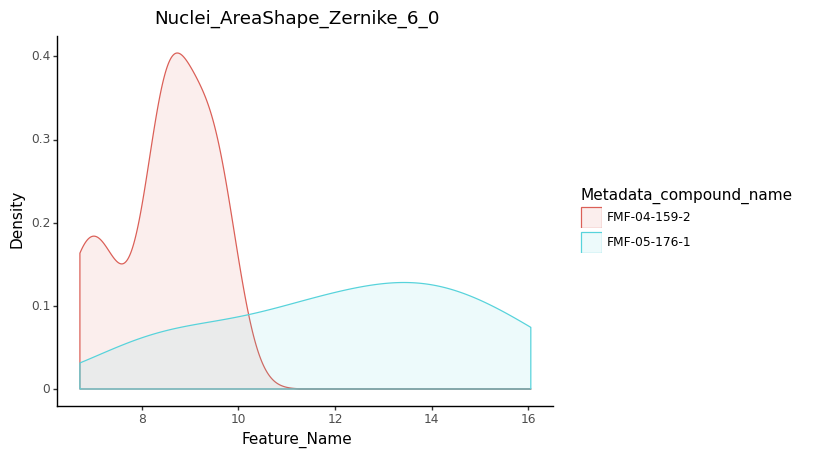 Nuclei_AreaShape_Zernike_6_0
0.4
0.3
0.2
0.1
0
Density
8
10
12
14
16
Feature_Name
Metadata_compound_name
FMF-04-159-2
FMF-05-176-1